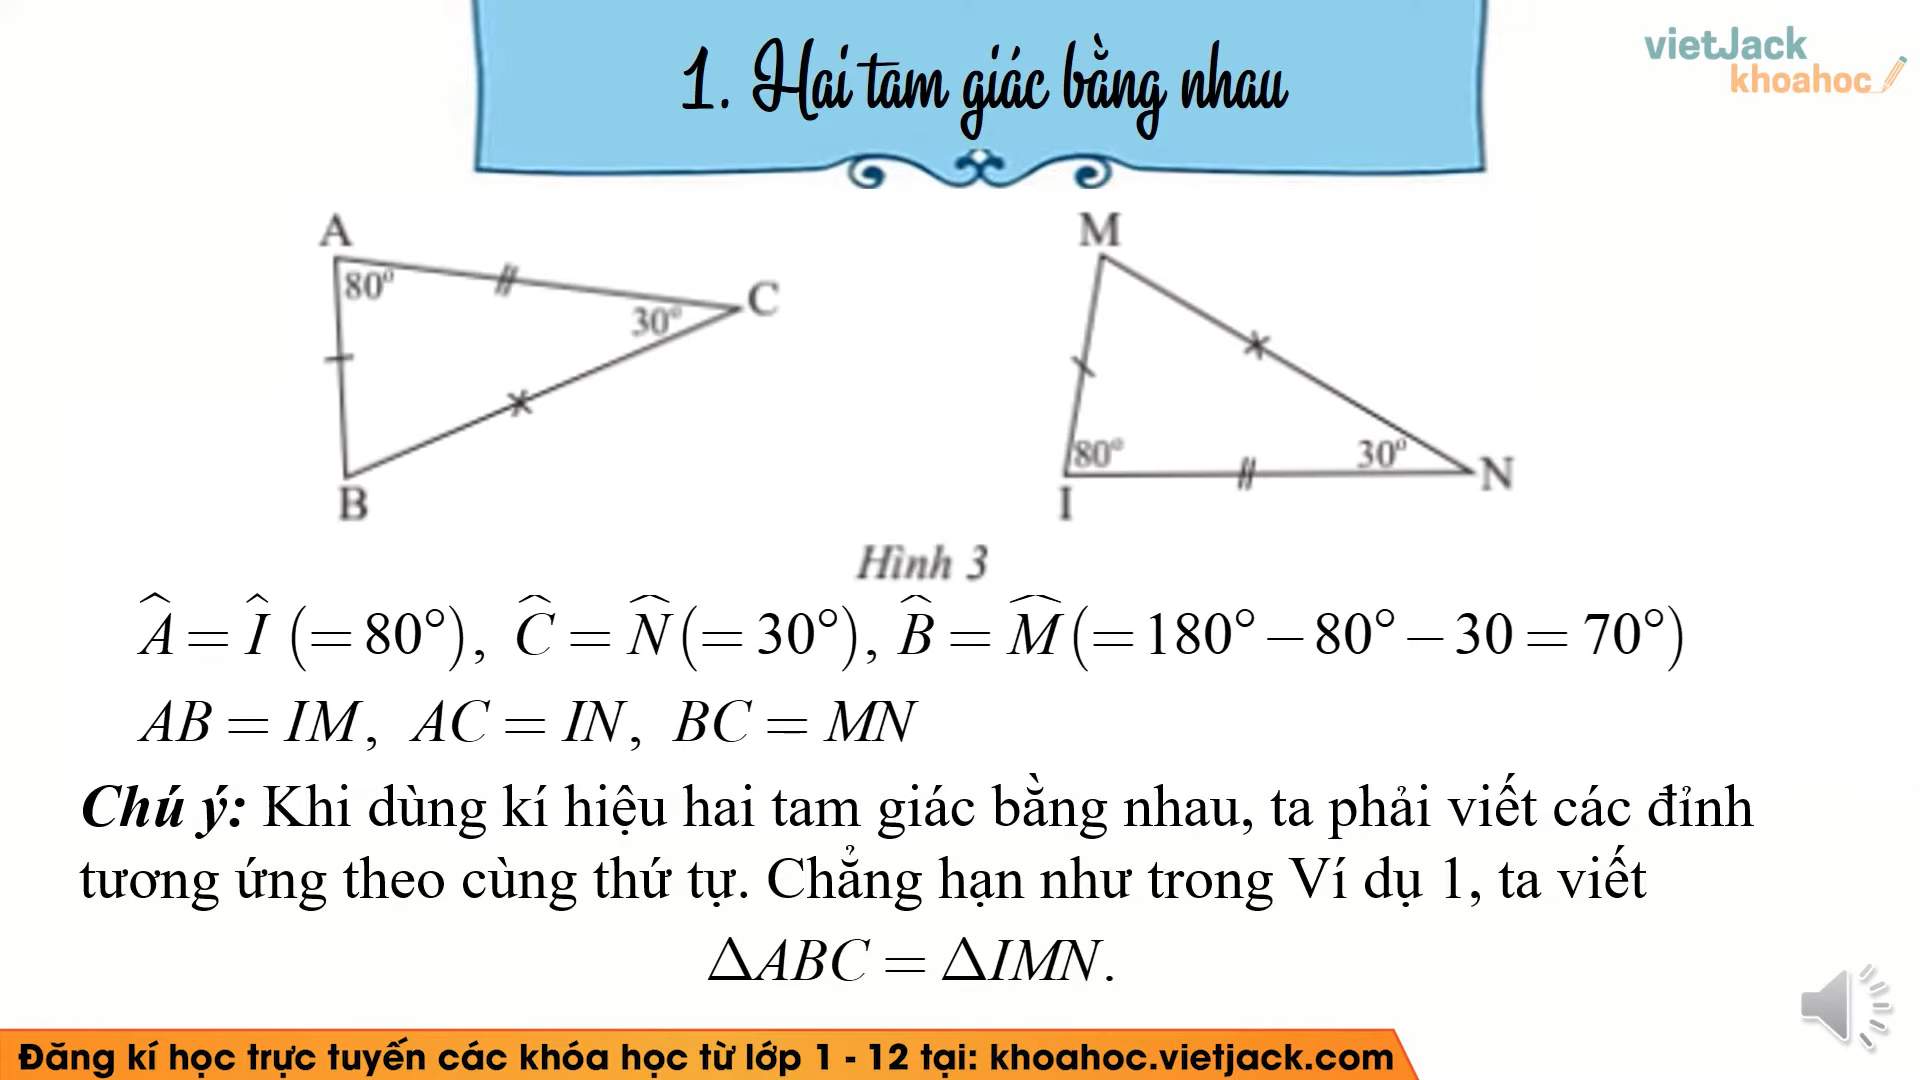 1. Hai tam giác bằng nhau
vietJack
khoahoc
A
80°
C
30°
B
M
80°
I
30°
N
Hình 3
Â = Î (= 80°), Ĉ = N̂ (= 30°), B̂ = M̂ (= 180° − 80° − 30 = 70°)
AB = IM, AC = IN, BC = MN
Chú ý: Khi dùng kí hiệu hai tam giác bằng nhau, ta phải viết các đỉnh
tương ứng theo cùng thứ tự. Chẳng hạn như trong Ví dụ 1, ta viết
ΔABC = ΔIMN.
Đăng kí học trực tuyến các khóa học từ lớp 1 - 12 tại: khoahoc.vietjack.com